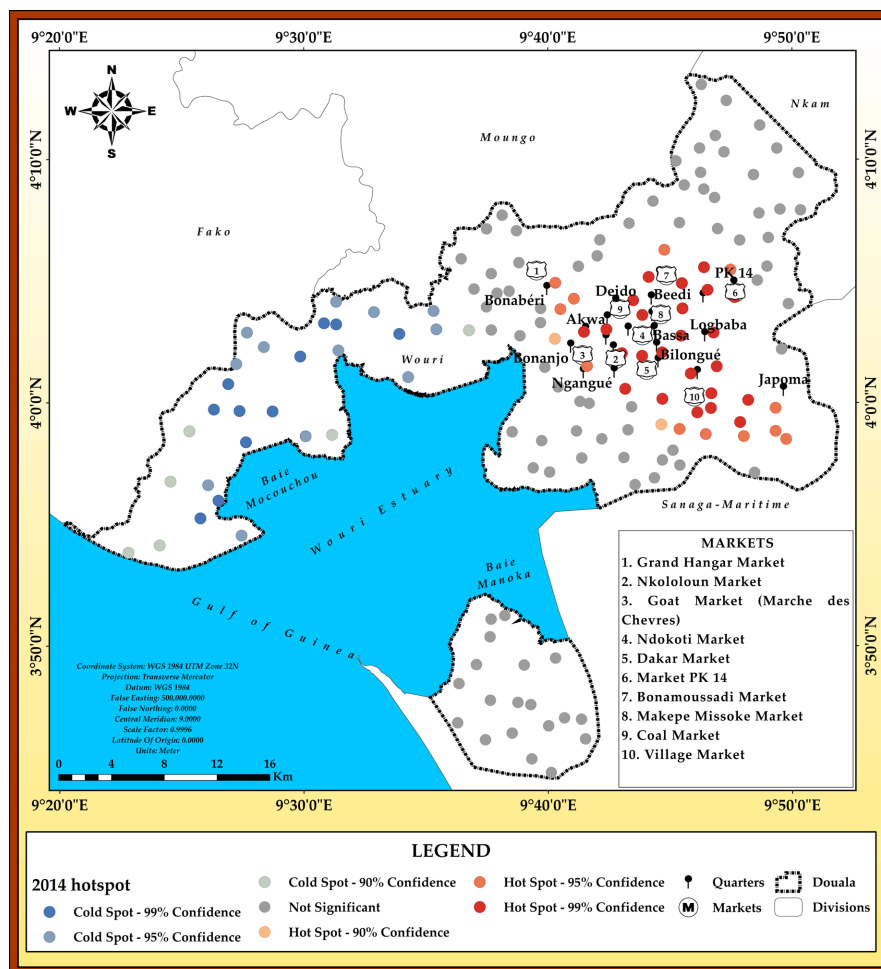 9°20'0"E 9°30'0"E 9°40'0"E 9°50'0"E
N
W E
S
Nkam
Moungo
4°10'0"N 4°10'0"N
Fako
1
7
PK 14
6
Bonabéri
Deido
Beedi
9
8
Akwa
4
Bassa
Logbaba
Wouri
Bonanjo
3
2
Bilongué
5
Ngangué
Japoma
10
4°0'0"N 4°0'0"N
Baie
Mocouchou
Wouri Estuary
Sanaga-Maritime
Baie
Manoka
Gulf of Guinea
3°50'0"N 3°50'0"N
MARKETS
1. Grand Hangar Market
2. Nkololoun Market
3. Goat Market (Marche des
Chevres)
4. Ndokoti Market
5. Dakar Market
6. Market PK 14
7. Bonamoussadi Market
8. Makepe Missoke Market
9. Coal Market
10. Village Market
Coordinate System: WGS 1984 UTM Zone 32N
Projection: Transverse Mercator
Datum: WGS 1984
False Easting: 500,000.0000
False Northing: 0.0000
Central Meridian: 9.0000
Scale Factor: 0.9996
Latitude Of Origin: 0.0000
Units: Meter
0 4 8 12 16
Km
9°20'0"E 9°30'0"E 9°40'0"E 9°50'0"E
LEGEND
2014 hotspot
Cold Spot - 99% Confidence
Cold Spot - 95% Confidence
Cold Spot - 90% Confidence
Not Significant
Hot Spot - 90% Confidence
Hot Spot - 95% Confidence
Hot Spot - 99% Confidence
Quarters
M Markets
Douala
Divisions